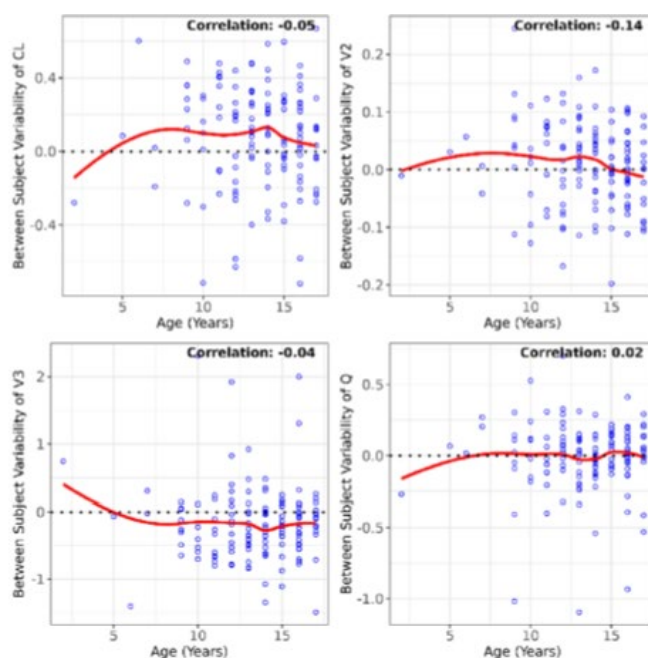 Correlation: -0.05
Between Subject Variability of CL
0.4
0.0
-0.4
5 10 15
Age (Years)
Correlation: -0.14
Between Subject Variability of V2
0.2
0.1
0.0
-0.1
-0.2
5 10 15
Age (Years)
Correlation: -0.04
Between Subject Variability of V3
2
1
0
-1
5 10 15
Age (Years)
Correlation: 0.02
Between Subject Variability of Q
0.5
0.0
-0.5
-1.0
5 10 15
Age (Years)